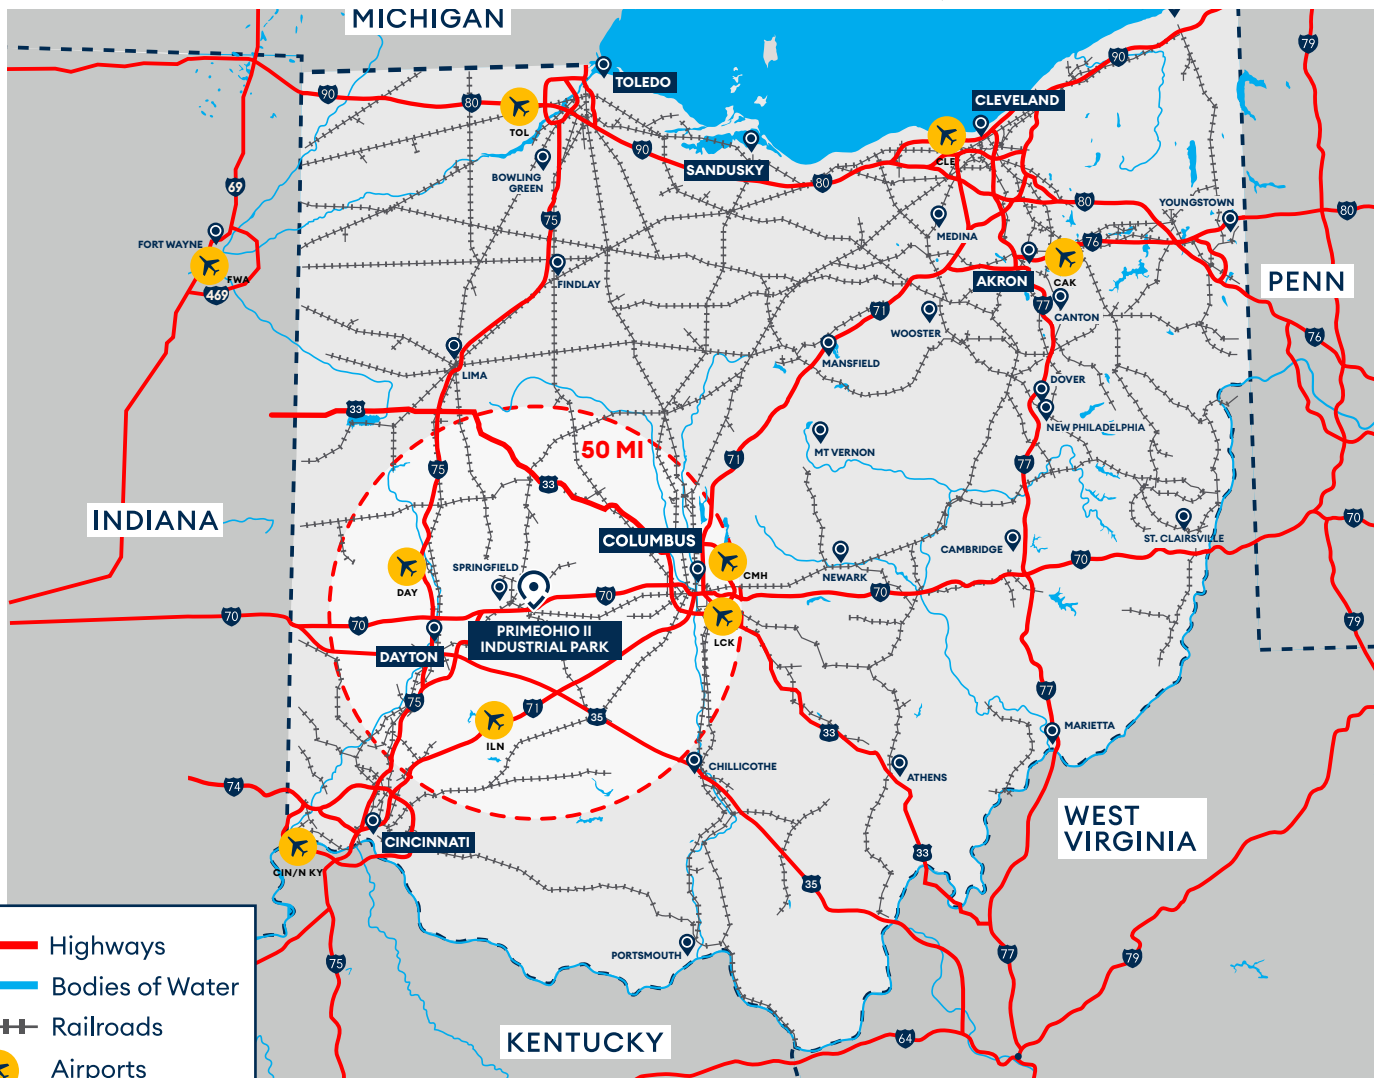 MICHIGAN
79
90
TOLEDO
90
80
CLEVELAND
TOL
CLE
90
SANDUSKY
80
BOWLING
GREEN
69
80
YOUNGSTOWN
80
75
MEDINA
76
FORT WAYNE
FWA
469
FINDLAY
AKRON
CAK
PENN
77
CANTON
71
WOOSTER
76
MANSFIELD
LIMA
DOVER
33
NEW PHILADELPHIA
50 MI
MT VERNON
71
75
77
33
INDIANA
70
COLUMBUS
ST. CLAIRSVILLE
CAMBRIDGE
70
SPRINGFIELD
CMH
NEWARK
DAY
70
70
70
70
79
PRIMEOHIO II
INDUSTRIAL PARK
LCK
DAYTON
77
75
71
35
ILN
33
MARIETTA
CHILLICOTHE
ATHENS
74
WEST
VIRGINIA
CINCINNATI
33
CIN/N KY
35
Highways
PORTSMOUTH
75
77
79
Bodies of Water
Railroads
KENTUCKY
64
Airports